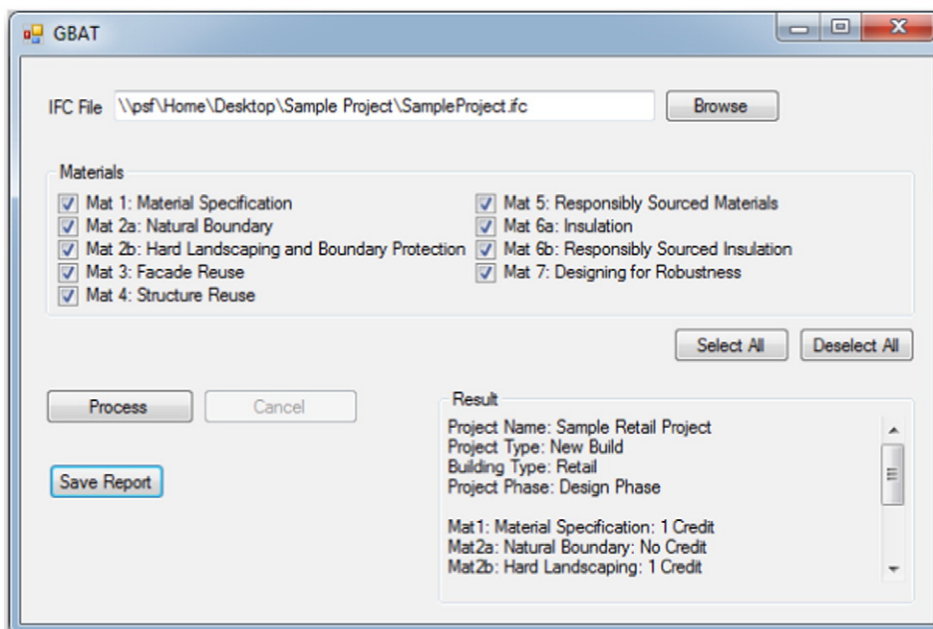 GBAT
IFC File \\psf\Home\Desktop\Sample Project\SampleProject.ifc Browse
Materials
Mat 1: Material Specification
Mat 2a: Natural Boundary
Mat 2b: Hard Landscaping and Boundary Protection
Mat 3: Facade Reuse
Mat 4: Structure Reuse
Mat 5: Responsibly Sourced Materials
Mat 6a: Insulation
Mat 6b: Responsibly Sourced Insulation
Mat 7: Designing for Robustness
Select All Deselect All
Process Cancel
Save Report
Result
Project Name: Sample Retail Project
Project Type: New Build
Building Type: Retail
Project Phase: Design Phase
Mat1: Material Specification: 1 Credit
Mat2a: Natural Boundary: No Credit
Mat2b: Hard Landscaping: 1 Credit